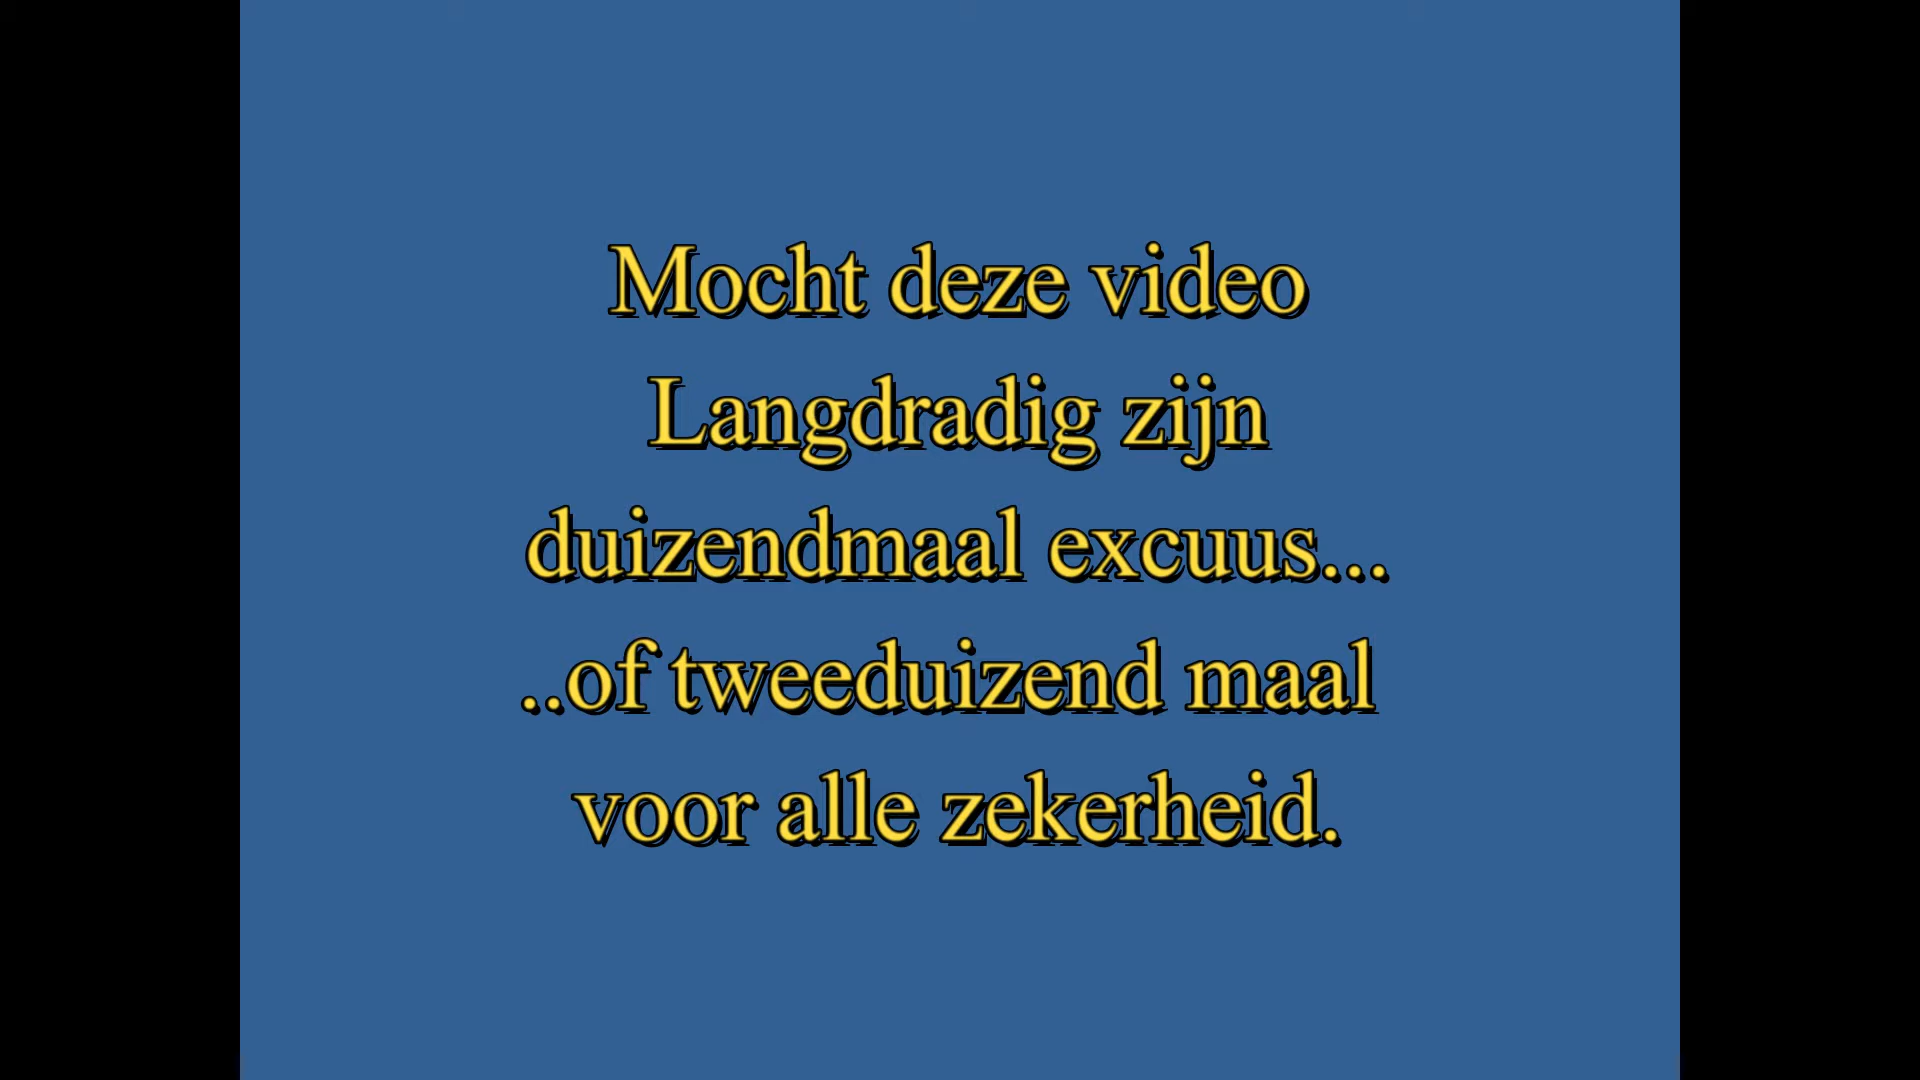 Mocht deze video
Langdradig zijn
duizendmaal excuus...
..of tweeduizend maal
voor alle zekerheid.